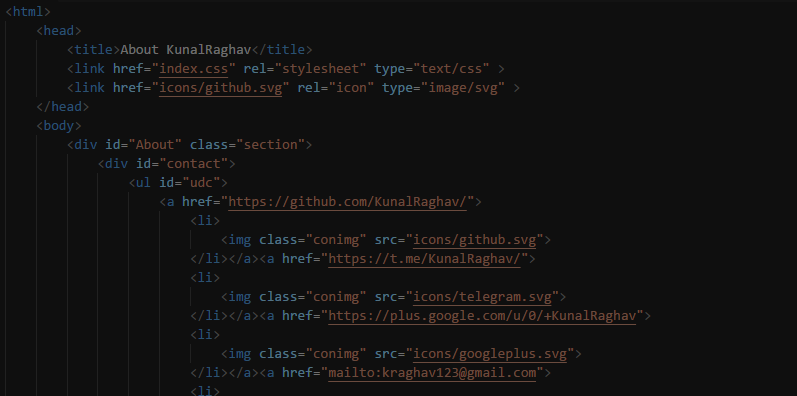 <html>
<head>
<title>About KunalRaghav</title>
<link href="index.css" rel="stylesheet" type="text/css" >
<link href="icons/github.svg" rel="icon" type="image/svg" >
</head>
<body>
<div id="About" class="section">
<div id="contact">
<ul id="udc">
<a href="https://github.com/KunalRaghav/">
<li>
<img class="conimg" src="icons/github.svg">
</li></a><a href="https://t.me/KunalRaghav/">
<li>
<img class="conimg" src="icons/telegram.svg">
</li></a><a href="https://plus.google.com/u/0/+KunalRaghav">
<li>
<img class="conimg" src="icons/googleplus.svg">
</li></a><a href="mailto:kraghav123@gmail.com">
<li>